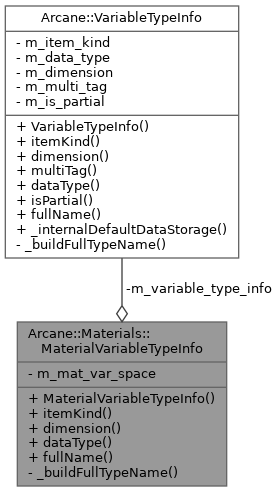 Arcane::VariableTypeInfo
- m_item_kind
- m_data_type
- m_dimension
- m_multi_tag
- m_is_partial
+ VariableTypeInfo()
+ itemKind()
+ dimension()
+ multiTag()
+ dataType()
+ isPartial()
+ fullName()
+ _internalDefaultDataStorage()
- _buildFullTypeName()
-m_variable_type_info
Arcane::Materials::
MaterialVariableTypeInfo
- m_mat_var_space
+ MaterialVariableTypeInfo()
+ itemKind()
+ dimension()
+ dataType()
+ fullName()
- _buildFullTypeName()